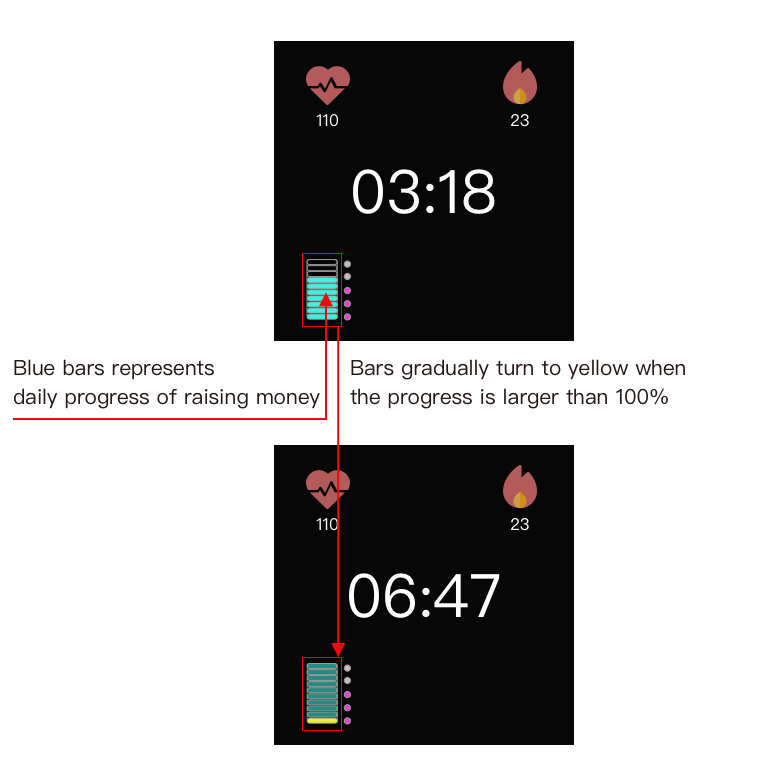 110
23
03:18
Blue bars represents
daily progress of raising money
Bars gradually turn to yellow when
the progress is larger than 100%
110
23
06:47